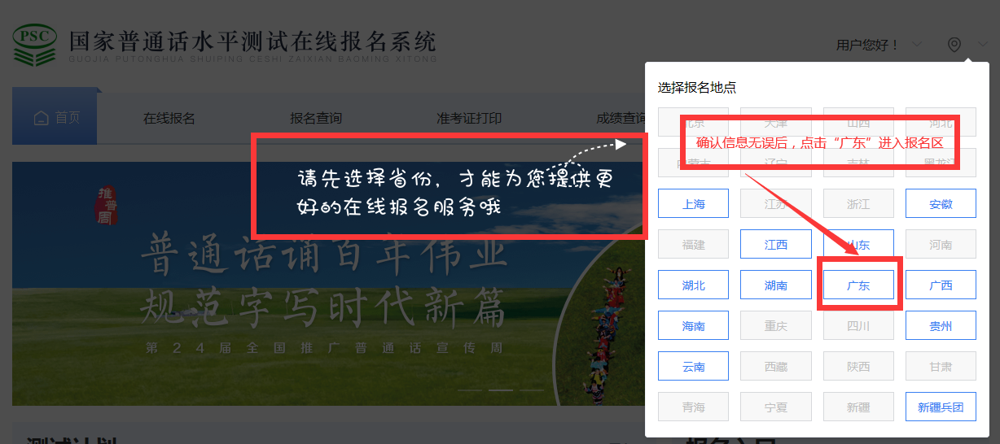 PSC
国家普通话水平测试在线报名系统
GUOJIA PUTONGHUA SHUIPING CESHI ZAIXIAN BAOMING XITONG
用户您好！
首页
在线报名
报名查询
准考证打印
成绩查询
请先选择省份，才能为您提供更
好的在线报名服务哦
推普周
普通话诵百年伟业
规范字写时代新篇
第24届全国推广普通话宣传周
选择报名地点
北京 天津 山西 河北
确认信息无误后，点击“广东”进入报名区
内蒙古 辽宁 吉林 黑龙江
上海 江苏 浙江 安徽
福建 江西 山东 河南
湖北 湖南 广东 广西
海南 重庆 四川 贵州
云南 西藏 陕西 甘肃
青海 宁夏 新疆 新疆兵团
测试计划